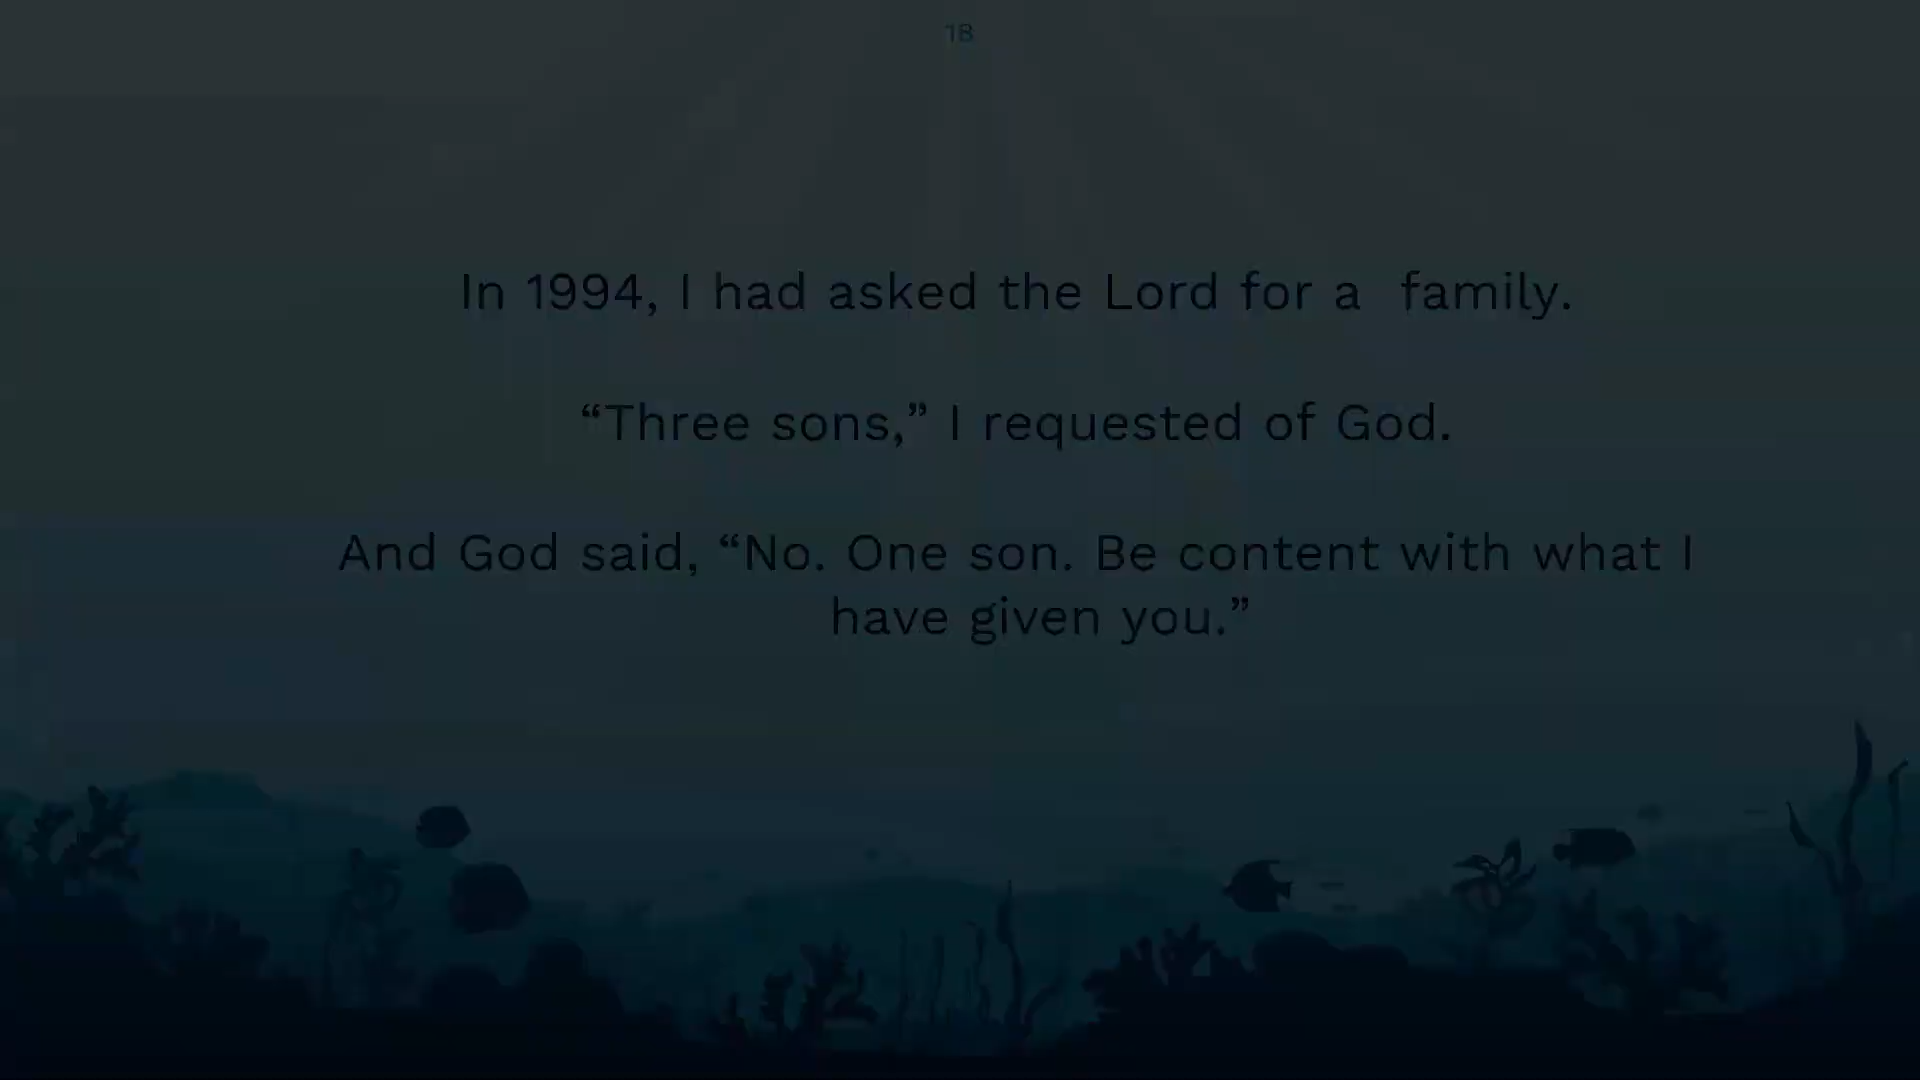 18
In 1994, I had asked the Lord for a  family.
“Three sons,” I requested of God.
And God said, “No. One son. Be content with what I
have given you.”